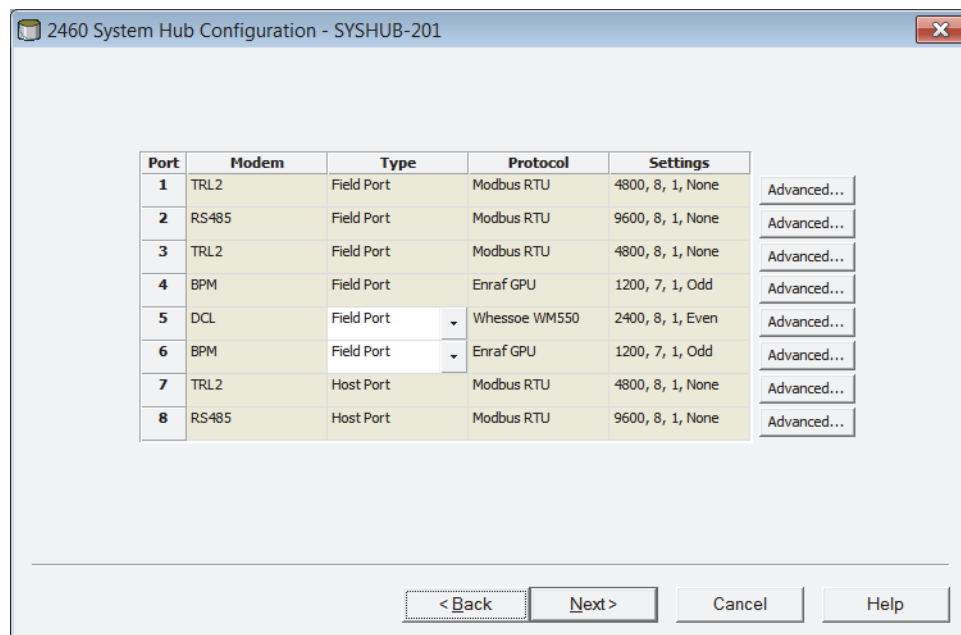 2460 System Hub Configuration - SYSHUB-201
Port Modem Type Protocol Settings
1 TRL2 Field Port Modbus RTU 4800, 8, 1, None Advanced...
2 RS485 Field Port Modbus RTU 9600, 8, 1, None Advanced...
3 TRL2 Field Port Modbus RTU 4800, 8, 1, None Advanced...
4 BPM Field Port Enraf GPU 1200, 7, 1, Odd Advanced...
5 DCL Field Port Whessoe WM550 2400, 8, 1, Even Advanced...
6 BPM Field Port Enraf GPU 1200, 7, 1, Odd Advanced...
7 TRL2 Host Port Modbus RTU 4800, 8, 1, None Advanced...
8 RS485 Host Port Modbus RTU 9600, 8, 1, None Advanced...
< Back Next > Cancel Help